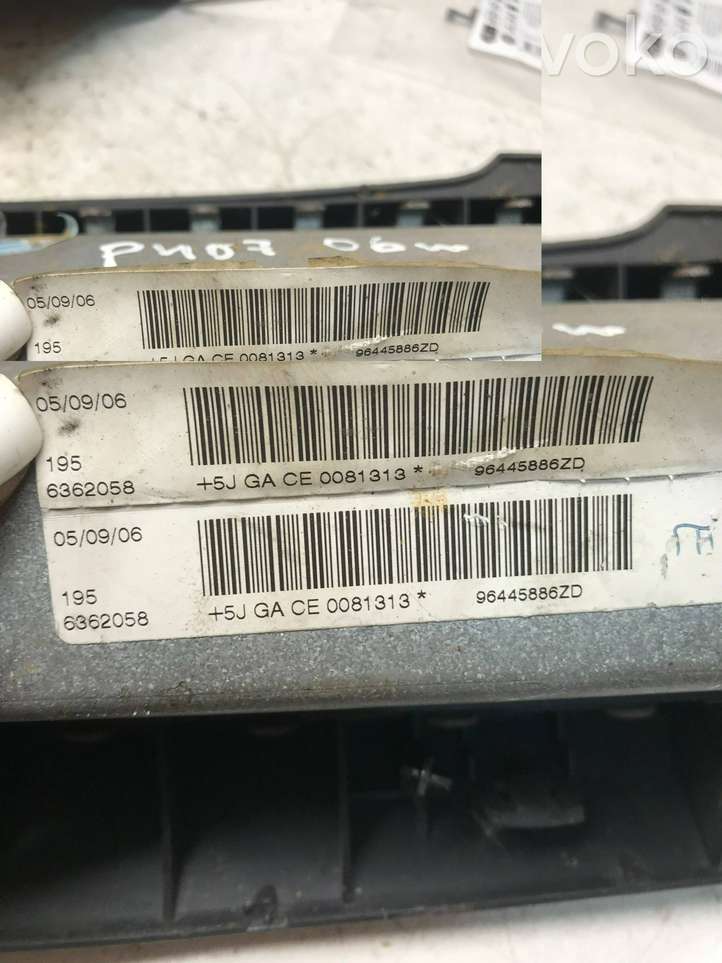 voko
PU07 06w
05/09/06
195
+5J GA CE 0081313 *
96445886ZD
05/09/06
195
6362058
+5J GA CE 0081313 *
96445886ZD
05/09/06
195
6362058
+5J GA CE 0081313 *
96445886ZD